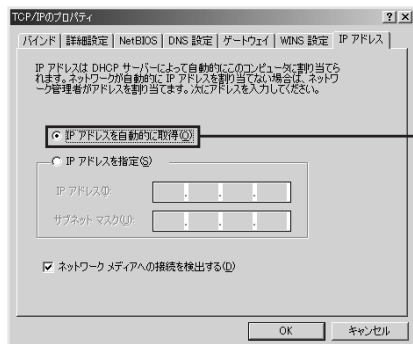 TCP/IPのプロパティ
バインド 詳細設定 NetBIOS DNS 設定 ゲートウェイ WINS 設定 IP アドレス
IP アドレスは DHCP サーバーによって自動的にこのコンピュータに割り当てら
れます。ネットワークが自動的に IP アドレスを割り当てない場合は、ネットワ
ーク管理者がアドレスを割り当てます。次にアドレスを入力してください。
IP アドレスを自動的に取得(O)
IP アドレスを指定(S)
IP アドレス(I):
サブネット マスク(U):
ネットワーク メディアへの接続を検出する(D)
OK キャンセル